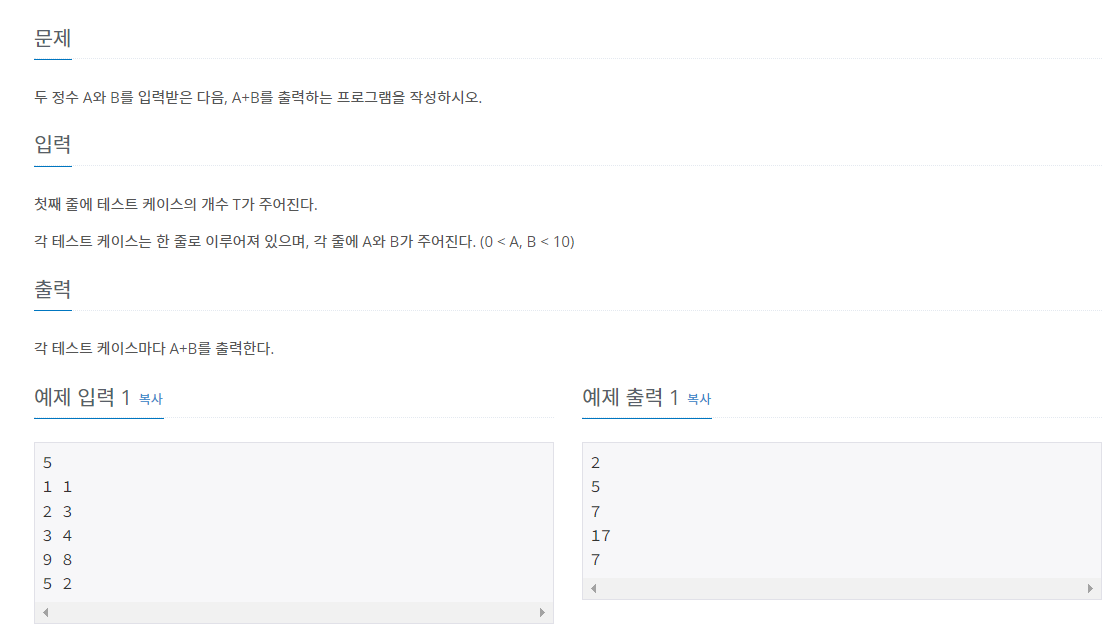 문제
두 정수 A와 B를 입력받은 다음, A+B를 출력하는 프로그램을 작성하시오.
입력
첫째 줄에 테스트 케이스의 개수 T가 주어진다.
각 테스트 케이스는 한 줄로 이루어져 있으며, 각 줄에 A와 B가 주어진다. (0 < A, B < 10)
출력
각 테스트 케이스마다 A+B를 출력한다.
예제 입력 1 복사
5
1 1
2 3
3 4
9 8
5 2
예제 출력 1 복사
2
5
7
17
7